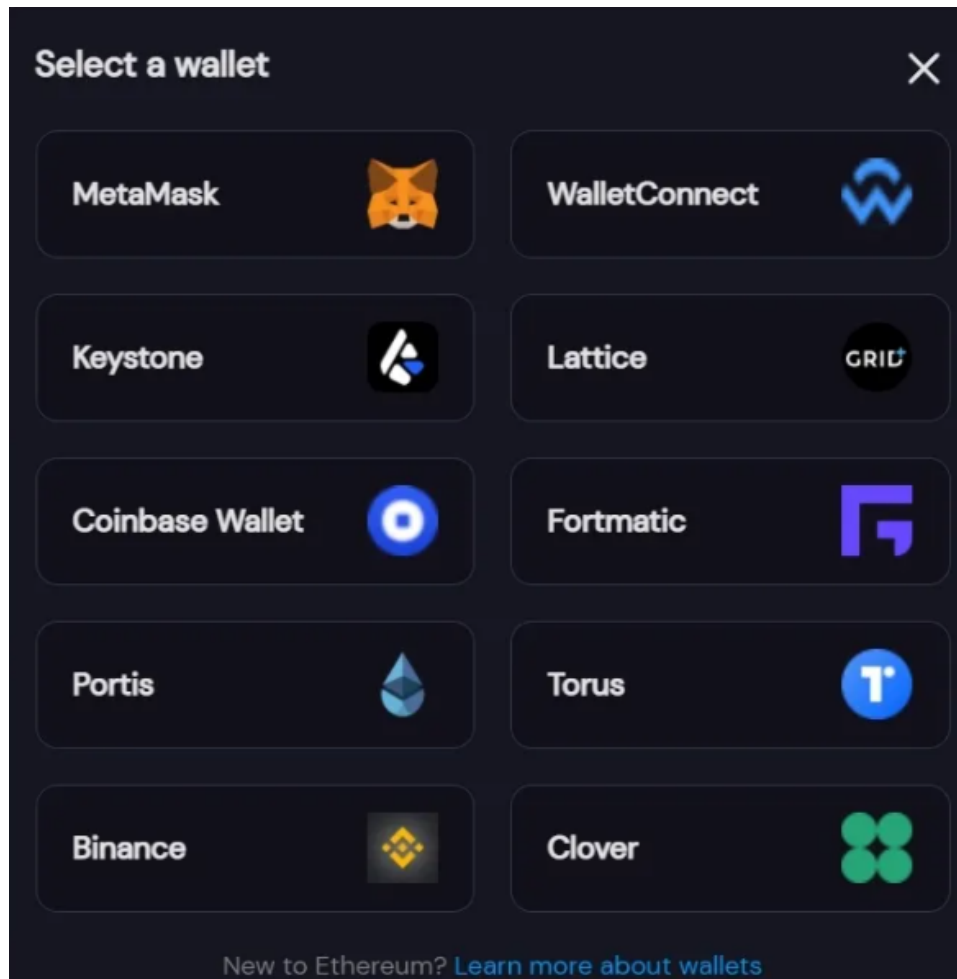 Select a wallet
MetaMask
WalletConnect
Keystone
Lattice
GRID+
Coinbase Wallet
Fortmatic
Portis
Torus
Binance
Clover
New to Ethereum? Learn more about wallets